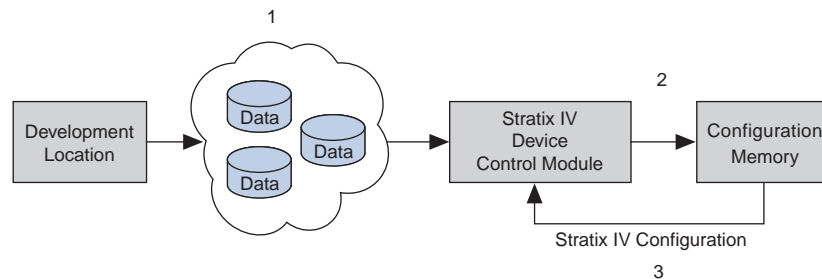 1
Development
Location
Data
Data
Data
Stratix IV
Device
Control Module
2
Configuration
Memory
Stratix IV Configuration
3